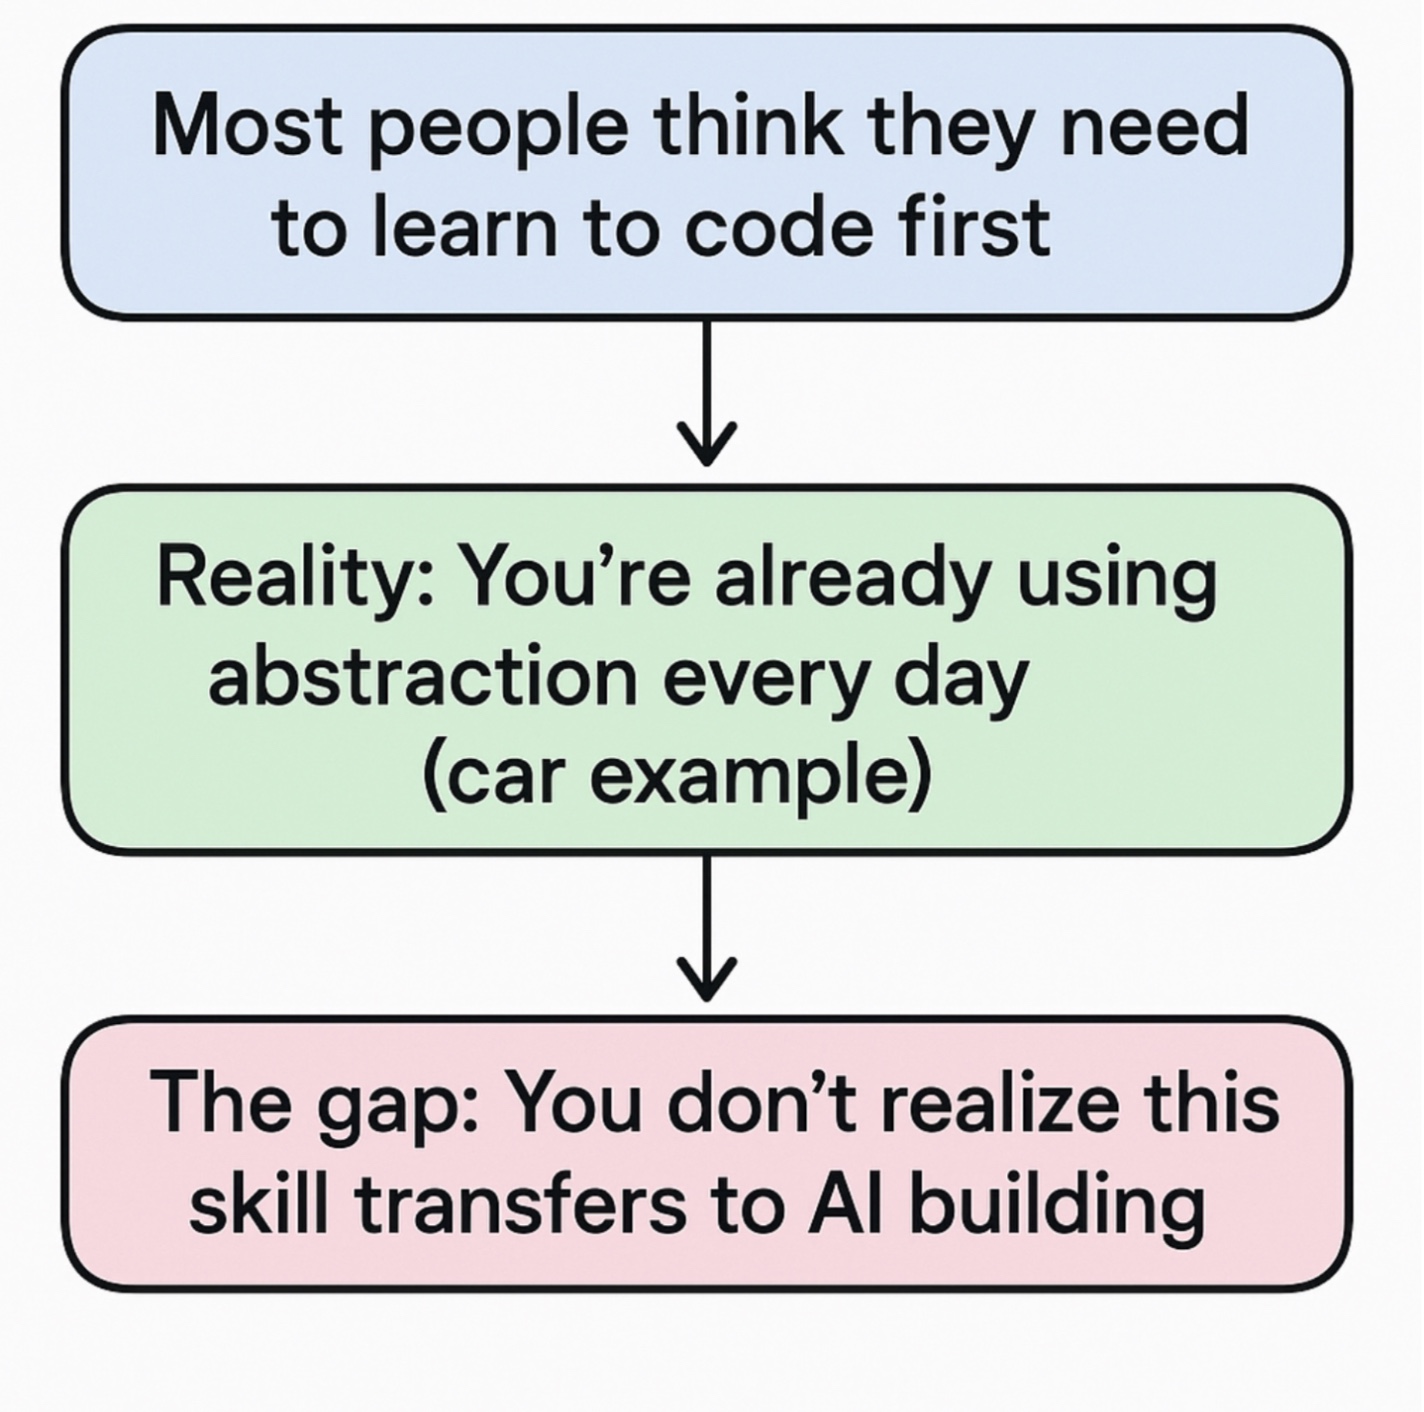 Most people think they need
to learn to code first
Reality: You’re already using
abstraction every day
(car example)
The gap: You don’t realize this
skill transfers to AI building